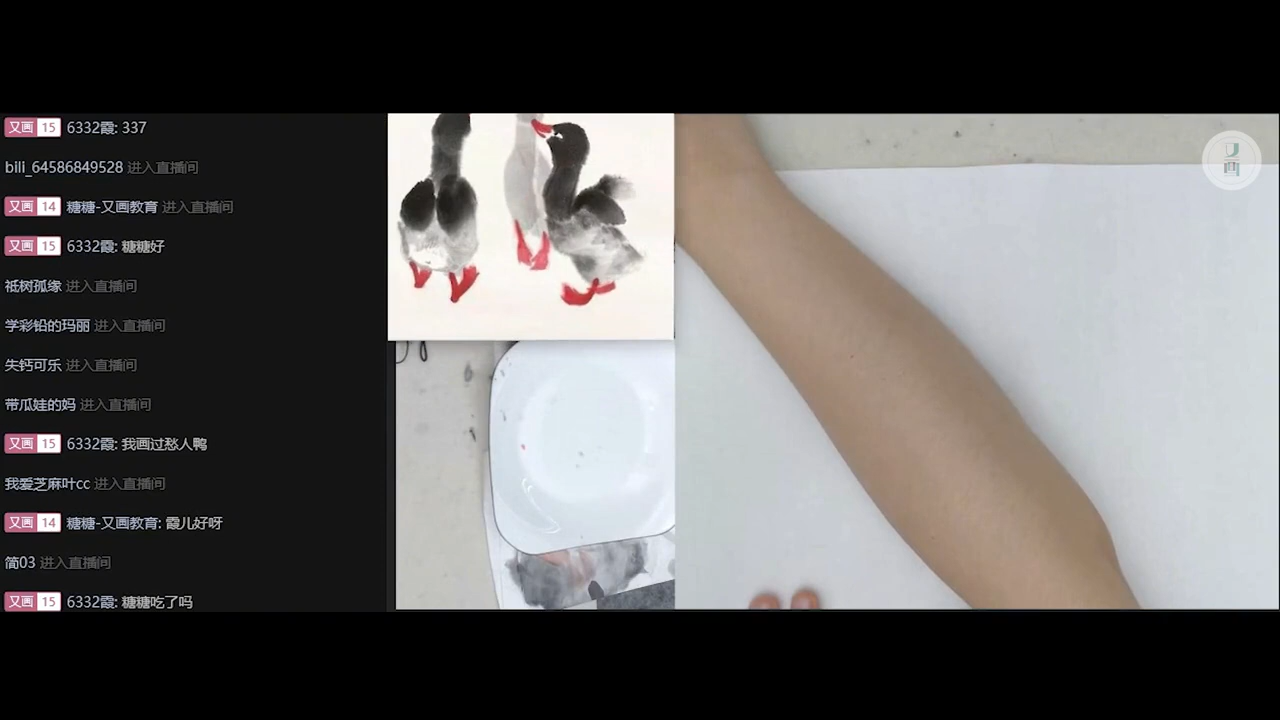 又画 15 6332霞: 337
bili_64586849528 进入直播间
又画 14 糖糖-又画教育 进入直播间
又画 15 6332霞: 糖糖好
祗树孤缘 进入直播间
学彩铅的玛丽 进入直播间
失钙可乐 进入直播间
带瓜娃的妈 进入直播间
又画 15 6332霞: 我画过愁人鸭
我爱芝麻叶cc 进入直播间
又画 14 糖糖-又画教育: 霞儿好呀
简03 进入直播间
又画 15 6332霞: 糖糖吃了吗
又画